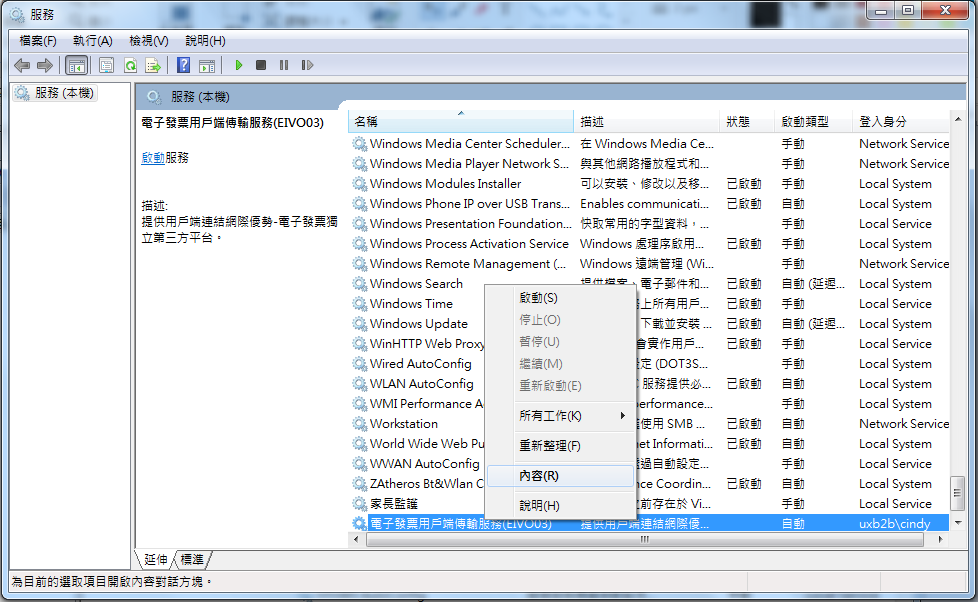 服務
檔案(F) 執行(A) 檢視(V) 說明(H)
服務 (本機)
服務 (本機)
電子發票用戶端傳輸服務(EIVO03)
啟動服務
描述:
提供用戶端連結網際優勢-電子發票獨
立第三方平台。
名稱 描述 狀態 啟動類型 登入身分
Windows Media Center Scheduler... 在 Windows Media Ce... 手動 Network Service
Windows Media Player Network S... 與其他網路播放程式和... 手動 Network Service
Windows Modules Installer 可以安裝、修改以及移... 已啟動 手動 Local System
Windows Phone IP over USB Trans... Enables communicati... 已啟動 自動 Local System
Windows Presentation Foundation... 快取常用的字型資料，... 手動 Local Service
Windows Process Activation Service Windows 處理序啟用... 已啟動 手動 Local System
Windows Remote Management (... Windows 遠端管理 (Wi... 手動 Network Service
Windows Search 提供檔案、電子郵件和... 已啟動 自動 (延遲... Local System
Windows Time 上所有用戶... 已啟動 手動 Local Service
Windows Update 下載並安裝 ... 已啟動 自動 (延遲... Local System
WinHTTP Web Proxy 會實作用戶... 已啟動 手動 Local Service
Wired AutoConfig 定 (DOT3S... 手動 Local System
WLAN AutoConfig 服務提供必... 已啟動 自動 Local System
WMI Performance A performance... 手動 Local System
Workstation 使用 SMB ... 已啟動 自動 Network Service
World Wide Web Pu et Informati... 已啟動 自動 Local System
WWAN AutoConfig 過自動設定... 手動 Local Service
ZAtheros Bt&Wlan C nce Coordin... 已啟動 自動 Local System
家長監護 前存在於 Vi... 手動 Local Service
電子發票用戶端傳輸服務(EIVO03) 提供用戶端連結網際優... 自動 uxb2b\cindy
啟動(S)
停止(O)
暫停(U)
繼續(M)
重新啟動(E)
所有工作(K)
重新整理(F)
內容(R)
說明(H)
延伸 標準
為目前的選取項目開啟內容對話方塊。